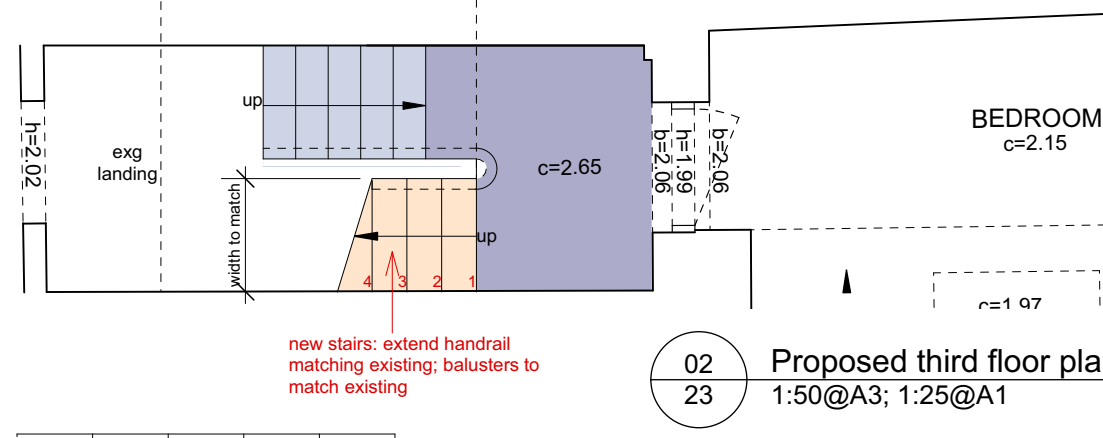 up
h=2.02
exg
landing
c=2.65
b=2.06
h=1.99
b=2.06
BEDROOM
c=2.15
width to match
up
4 3 2 1
c=1.97
new stairs: extend handrail
matching existing; balusters to
match existing
02
23
Proposed third floor pla
1:50@A3; 1:25@A1